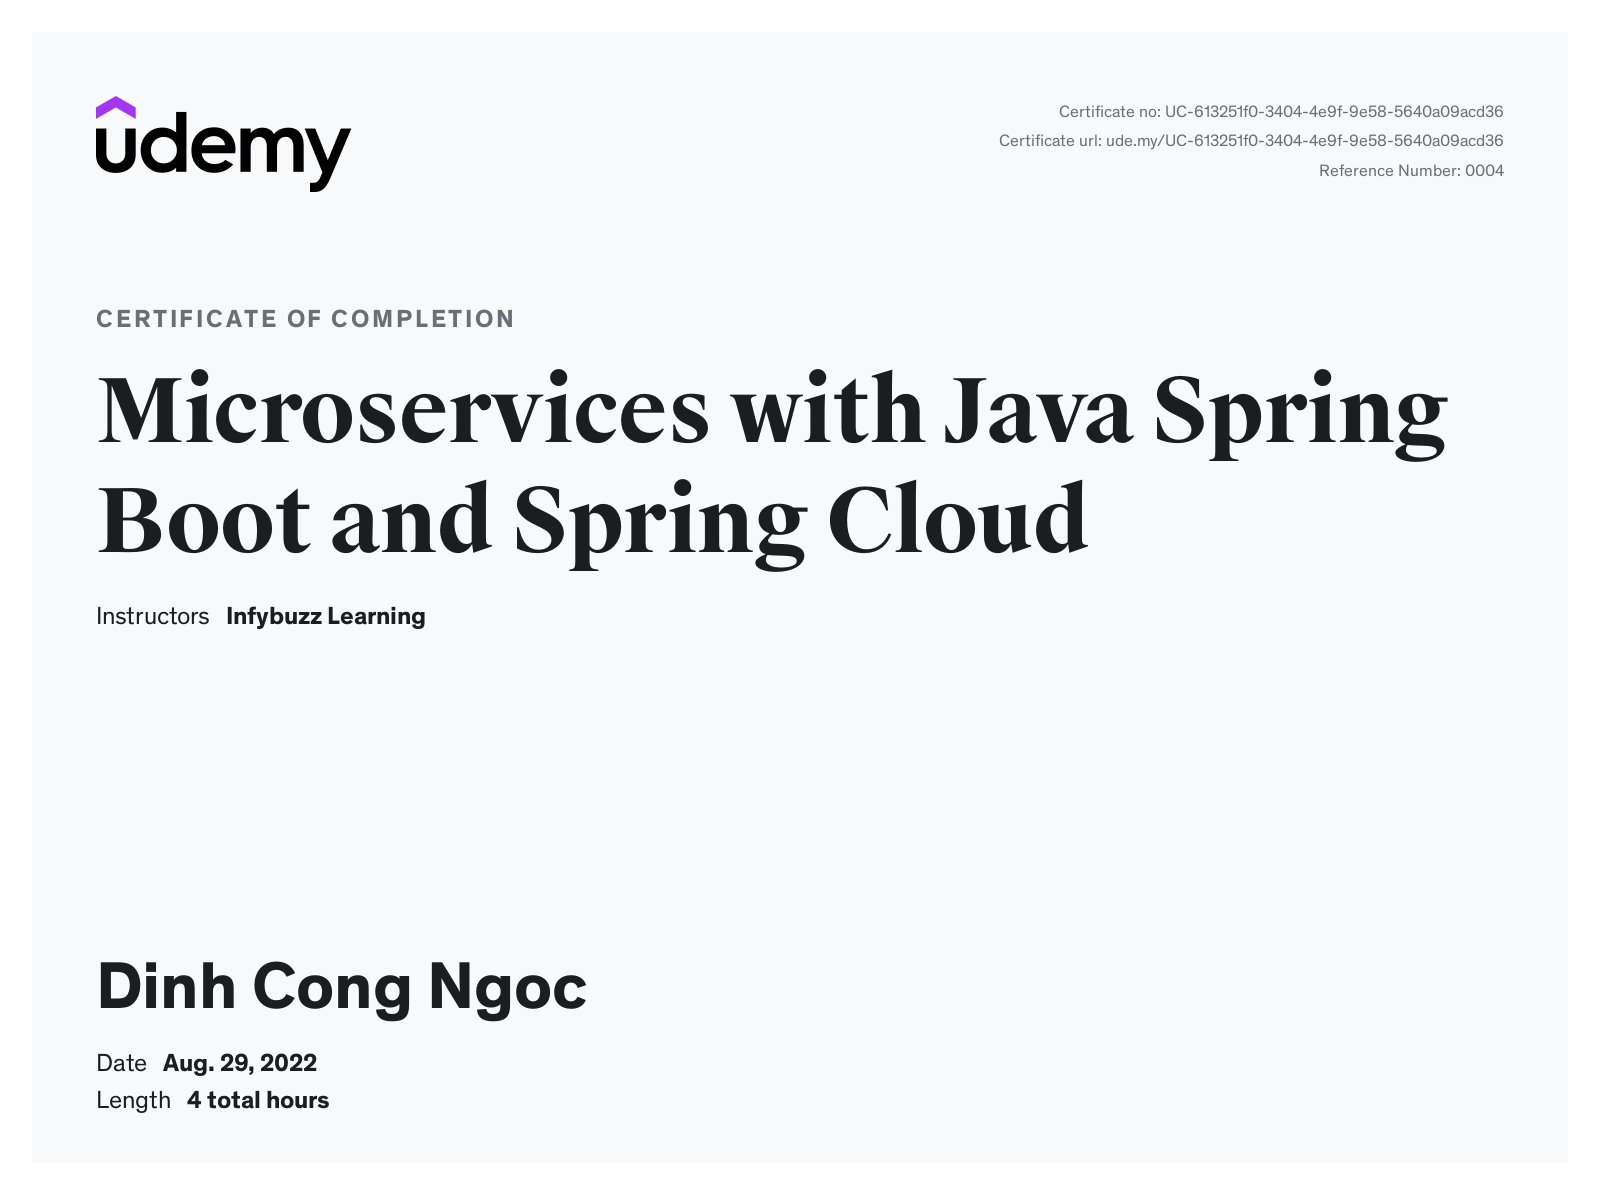 udemy
Certificate no: UC-613251f0-3404-4e9f-9e58-5640a09acd36
Certificate url: ude.my/UC-613251f0-3404-4e9f-9e58-5640a09acd36
Reference Number: 0004
CERTIFICATE OF COMPLETION
Microservices with Java Spring
Boot and Spring Cloud
Instructors Infybuzz Learning
Dinh Cong Ngoc
Date Aug. 29, 2022
Length 4 total hours